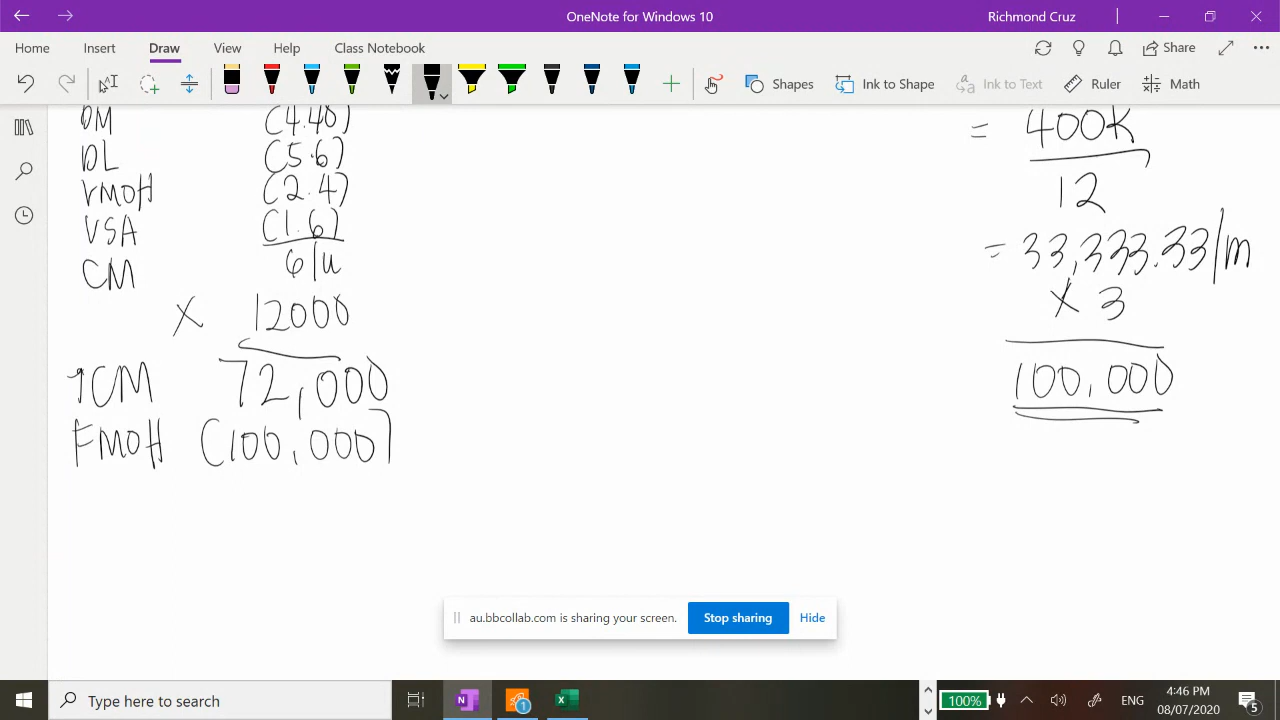 OneNote for Windows 10
Richmond Cruz
Home Insert Draw View Help Class Notebook Share
Shapes Ink to Shape Ink to Text Ruler Math
DM (4.40)
DL (5.6)
VMOH (2.4)
VSA (1.6)
CM 6/u
X 12000
TCM 72,000
FMOH (100,000)
= 400K
12
= 33,333.33/m
X 3
100,000
au.bbcollab.com is sharing your screen. Stop sharing Hide
Type here to search
1
100%
ENG
4:46 PM
08/07/2020
5